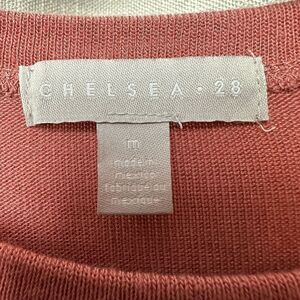 CHELSEA • 28
m
made in
mexico
fabriqué au
mexique